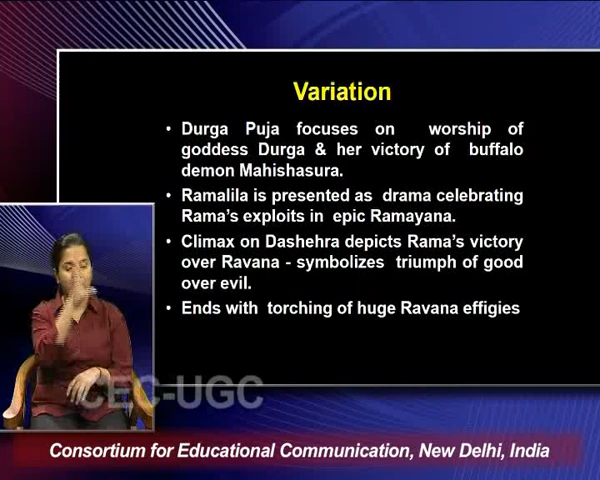 Variation
• Durga Puja focuses on worship of
goddess Durga & her victory of buffalo
demon Mahishasura.
• Ramalila is presented as drama celebrating
Rama's exploits in epic Ramayana.
• Climax on Dashehra depicts Rama's victory
over Ravana - symbolizes triumph of good
over evil.
• Ends with torching of huge Ravana effigies
CEC-UGC
Consortium for Educational Communication, New Delhi, India